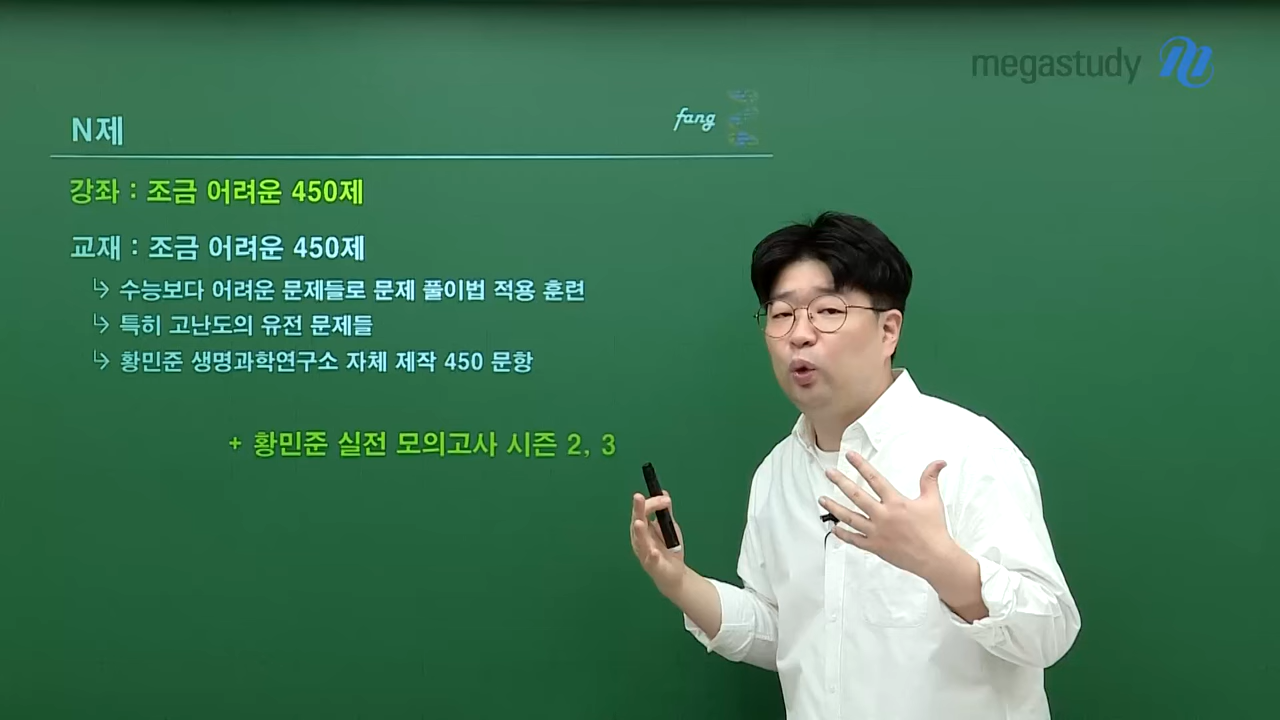 megastudy
N제
fang
강좌 : 조금 어려운 450제
교재 : 조금 어려운 450제
↳ 수능보다 어려운 문제들로 문제 풀이법 적용 훈련
↳ 특히 고난도의 유전 문제들
↳ 황민준 생명과학연구소 자체 제작 450 문항
+ 황민준 실전 모의고사 시즌 2, 3